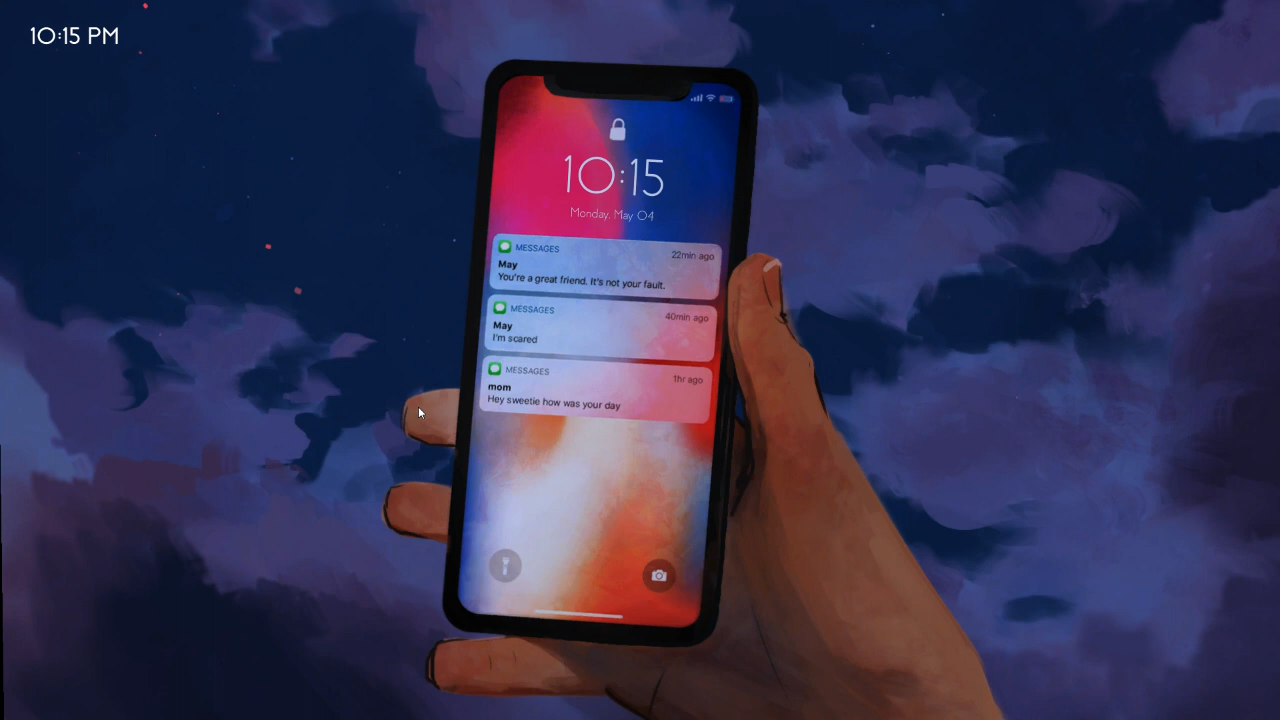 10:15 PM
10:15
Monday, May 04
MESSAGES
22min ago
May
You're a great friend. It's not your fault.
MESSAGES
40min ago
May
I'm scared
MESSAGES
1hr ago
mom
Hey sweetie how was your day